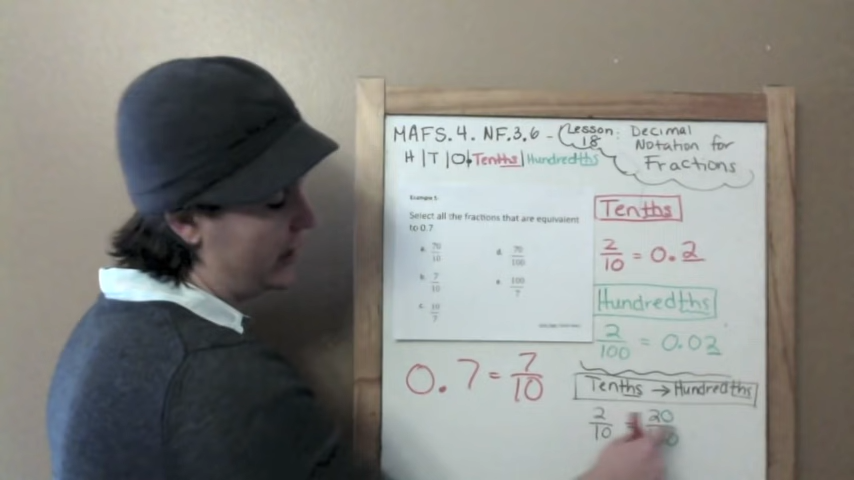 MAFS.4.NF.3.6 - Lesson 18: Decimal Notation for Fractions
H | T | O . Tenths | Hundredths
Example 5:
Select all the fractions that are equivalent
to 0.7
a. 70/10
d. 70/100
b. 7/10
e. 100/7
c. 10/7
Tenths
2/10 = 0.2
Hundredths
2/100 = 0.02
0.7 = 7/10
Tenths → Hundredths
2/10 = 20